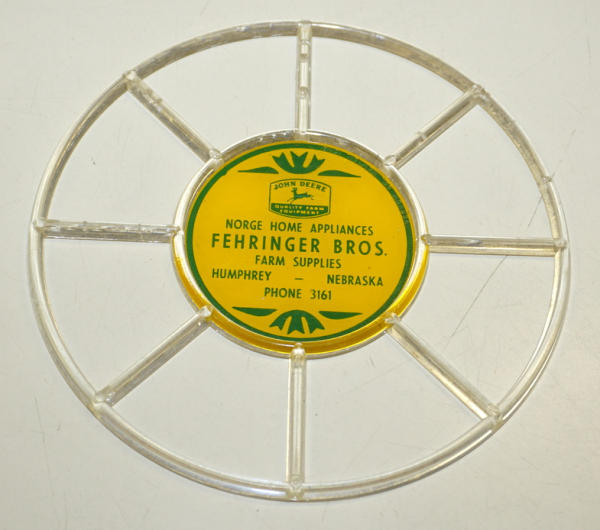 JOHN DEERE
QUALITY FARM
EQUIPMENT
NORGE HOME APPLIANCES
FEHRINGER BROS.
FARM SUPPLIES
HUMPHREY — NEBRASKA
PHONE 3161